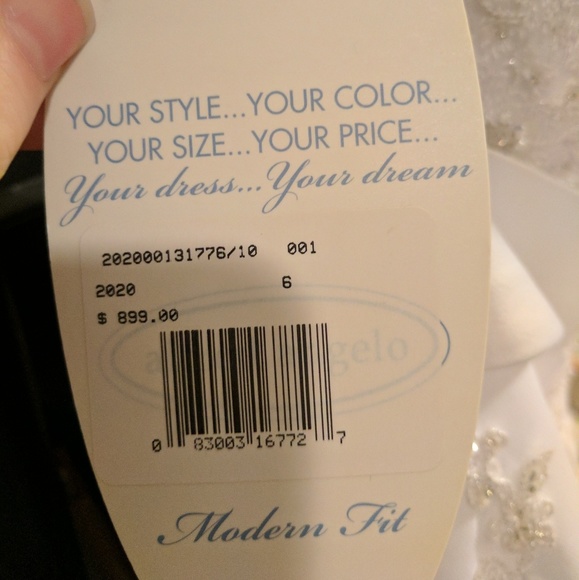 YOUR STYLE...YOUR COLOR...
YOUR SIZE...YOUR PRICE...
Your dress...Your dream
202000131776/10 001
2020 6
$ 899.00
0 83003 16772 7
Modern Fit